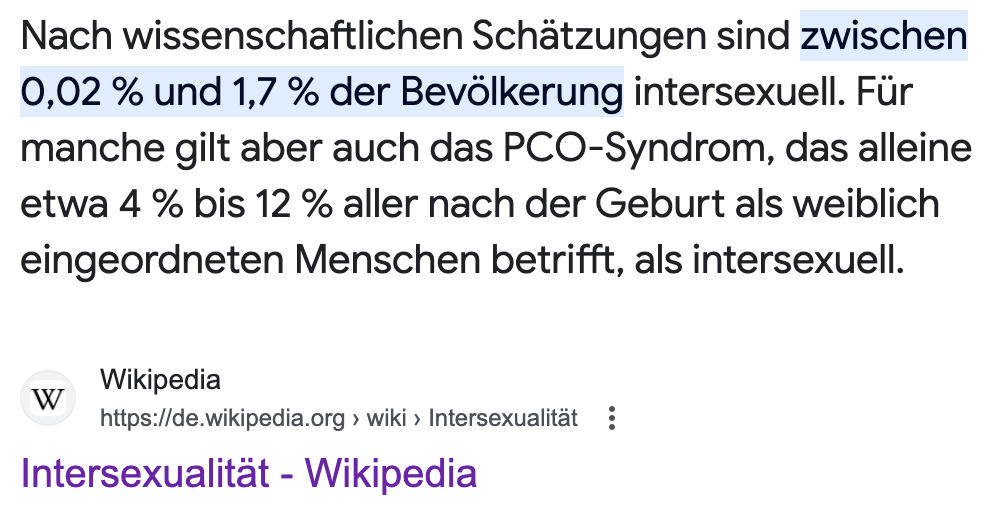 Nach wissenschaftlichen Schätzungen sind zwischen
0,02 % und 1,7 % der Bevölkerung intersexuell. Für
manche gilt aber auch das PCO-Syndrom, das alleine
etwa 4 % bis 12 % aller nach der Geburt als weiblich
eingeordneten Menschen betrifft, als intersexuell.
W
Wikipedia
https://de.wikipedia.org › wiki › Intersexualität
Intersexualität - Wikipedia